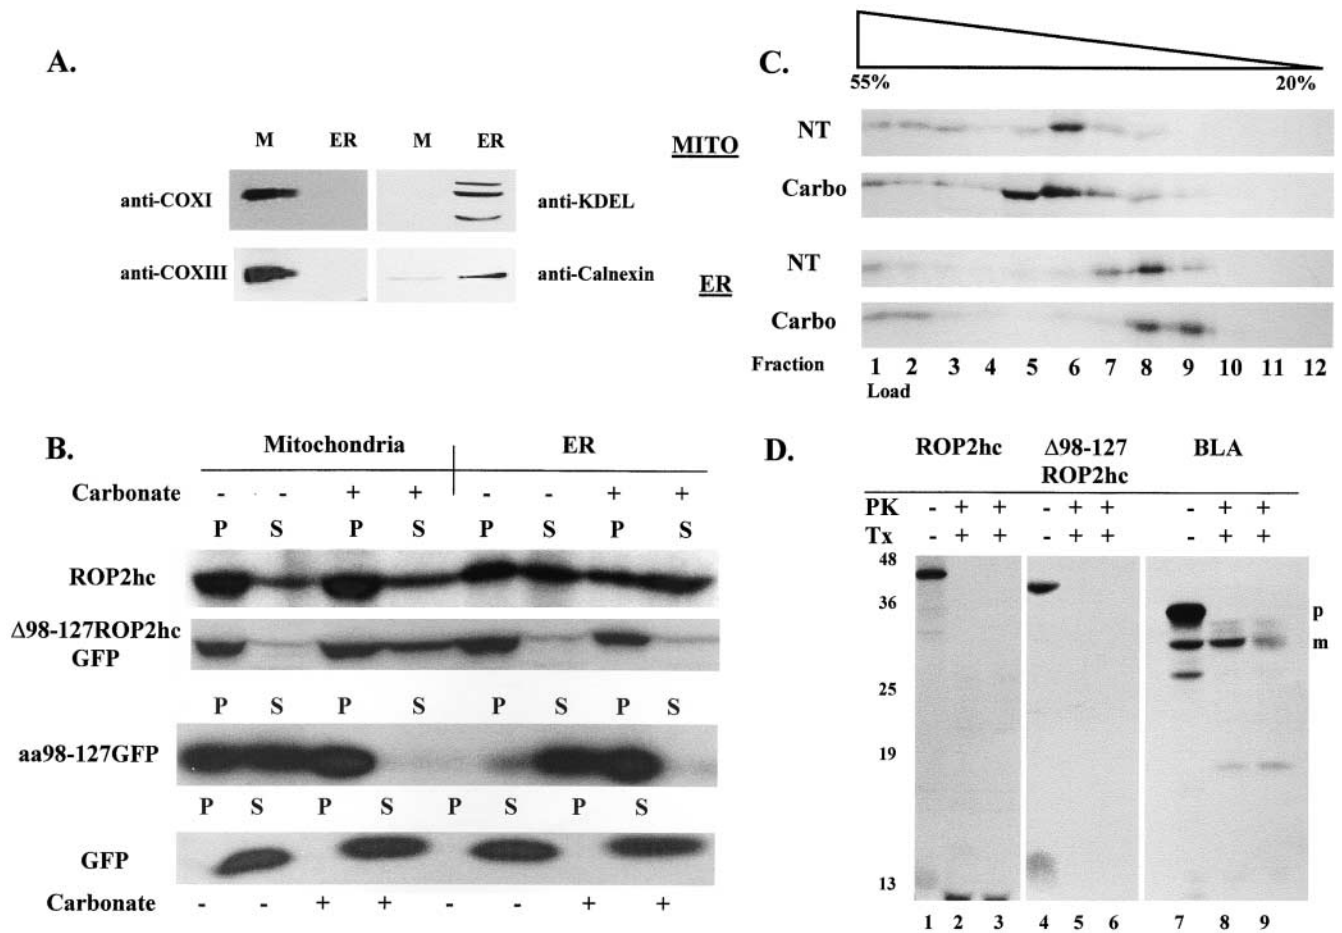 A.
M ER M ER
anti-COXI
anti-KDEL
anti-COXIII
anti-Calnexin
C.
55% 20%
MITO
NT
Carbo
ER
NT
Carbo
Fraction 1 2 3 4 5 6 7 8 9 10 11 12
Load
B.
Mitochondria ER
Carbonate - - + + - - + +
P S P S P S P S
ROP2hc
Δ98-127ROP2hc
GFP
P S P S P S P S
aa98-127GFP
P S P S P S P S
GFP
Carbonate - - + + - - + +
D.
ROP2hc Δ98-127 BLA
ROP2hc
PK - + + - + + - + +
Tx - + + - + + - + +
48
36
p
m
25
19
13
1 2 3 4 5 6 7 8 9